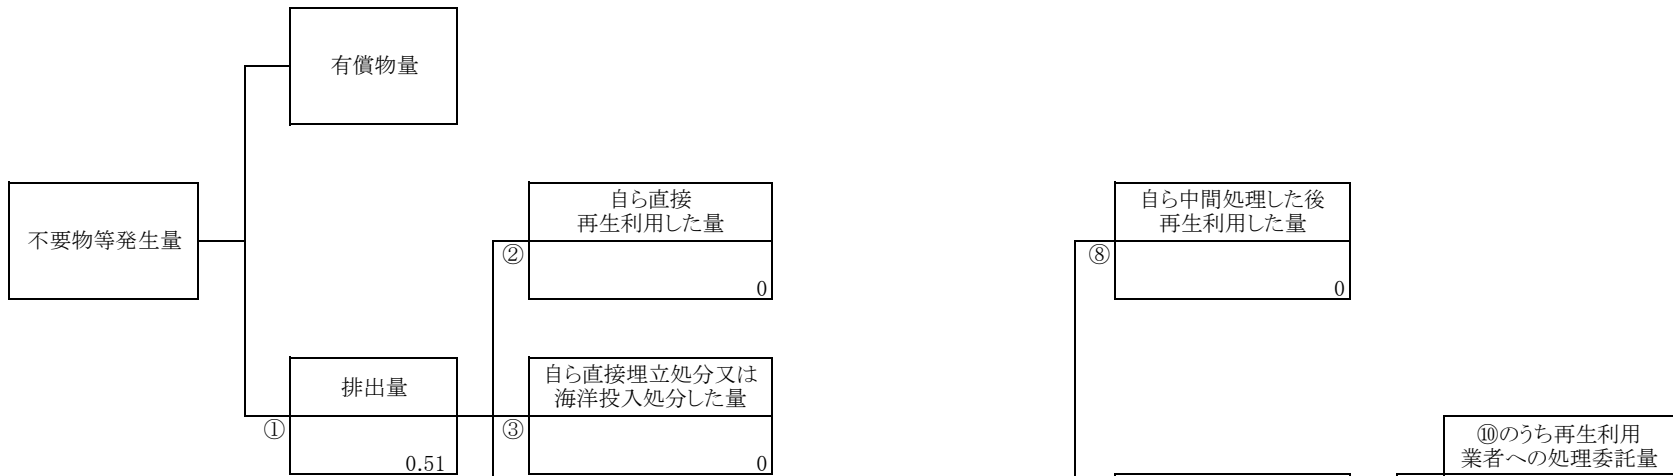 有償物量
不要物等発生量
自ら直接
再生利用した量
②
0
自ら中間処理した後
再生利用した量
⑧
0
排出量
①
0.51
自ら直接埋立処分又は
海洋投入処分した量
③
0
⑩のうち再生利用
業者への処理委託量